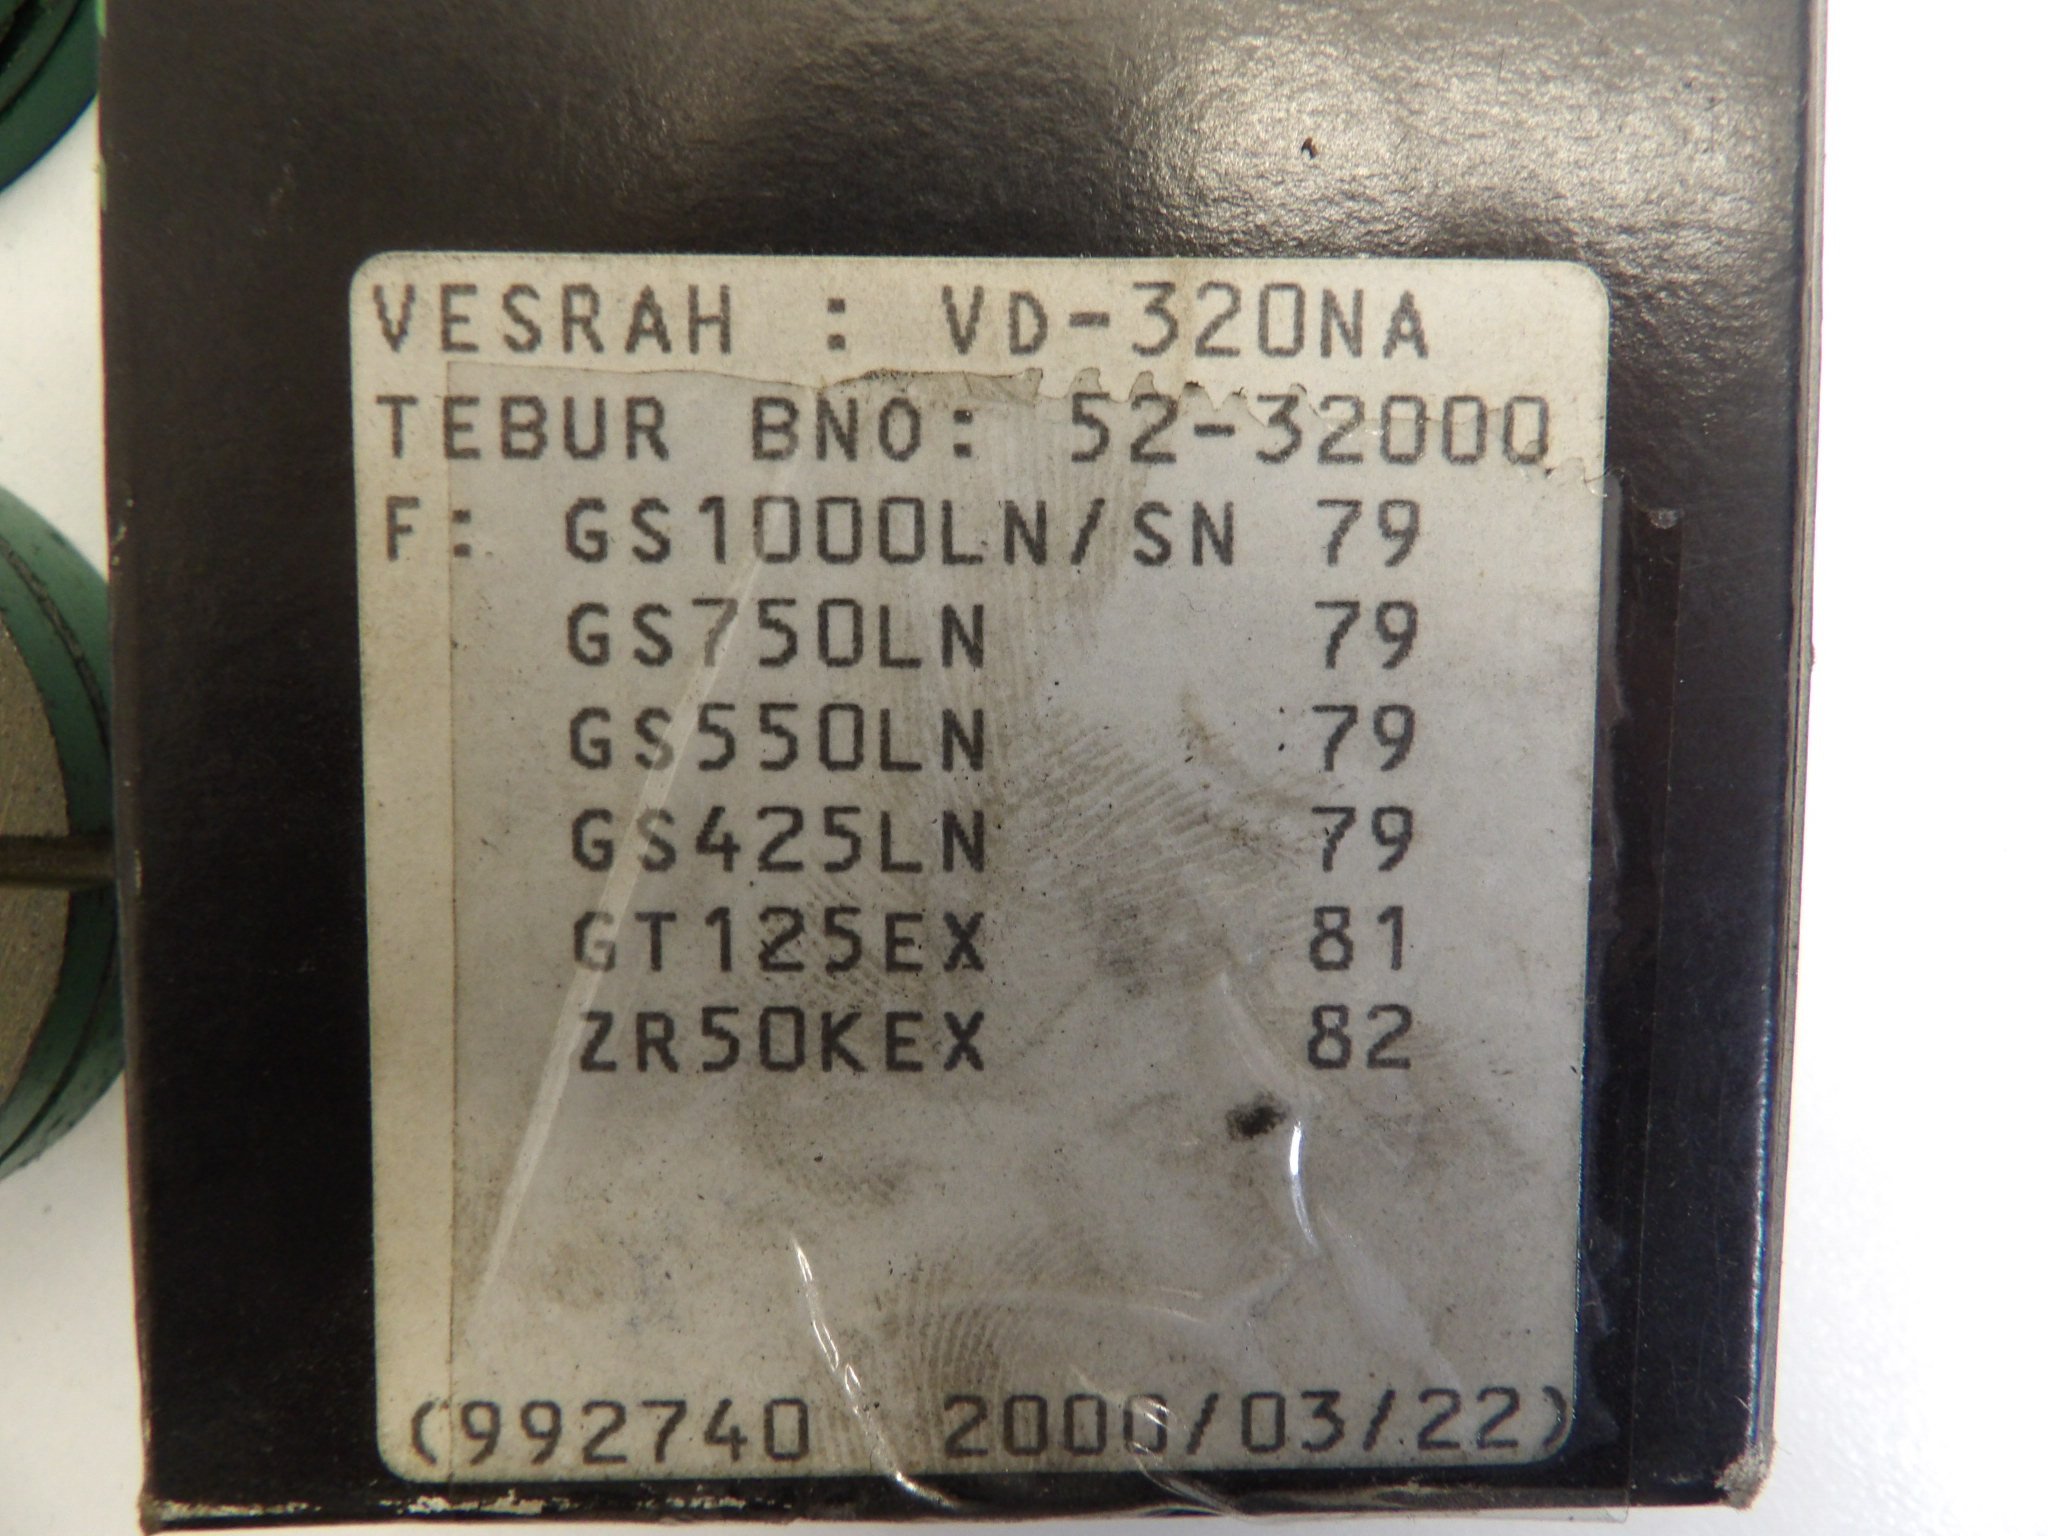 VESRAH : VD-320NA
TEBUR BNO: 52-32000
F: GS1000LN/SN 79
GS750LN 79
GS550LN 79
GS425LN 79
GT125EX 81
ZR50KEX 82
(992740 2000/03/22)